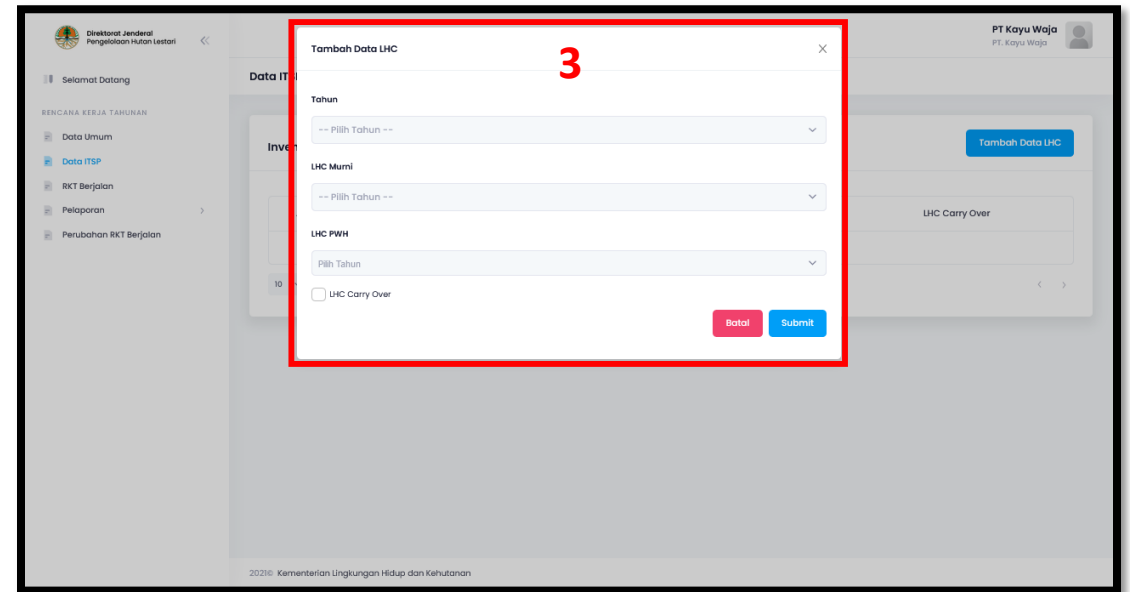 Direktorat Jenderal
Pengelolaan Hutan Lestari
Selamat Datang
RENCANA KERJA TAHUNAN
Data Umum
Data ITSP
RKT Berjalan
Pelaporan
Perubahan RKT Berjalan
PT Kayu Waja
PT. Kayu Waja
Data IT
Inve
Tambah Data LHC
LHC Carry Over
10
Tambah Data LHC
3
Tahun
-- Pilih Tahun --
LHC Murni
-- Pilih Tahun --
LHC PWH
Pilih Tahun
LHC Carry Over
Batal
Submit
2021© Kementerian Lingkungan Hidup dan Kehutanan